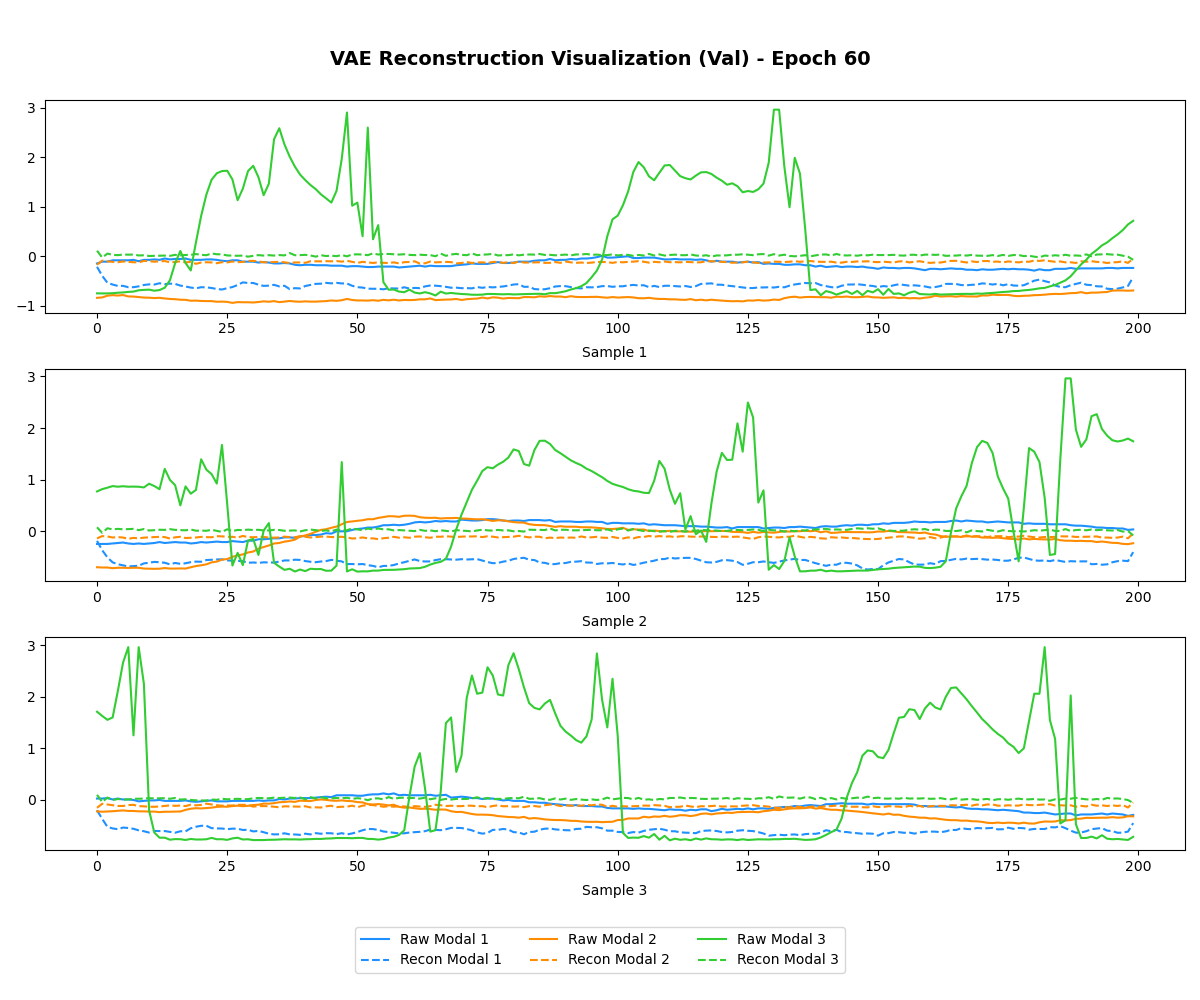 VAE Reconstruction Visualization (Val) - Epoch 60
3
2
1
0
−1
0 25 50 75 100 125 150 175 200
Sample 1
3
2
1
0
0 25 50 75 100 125 150 175 200
Sample 2
3
2
1
0
0 25 50 75 100 125 150 175 200
Sample 3
Raw Modal 1 Raw Modal 2 Raw Modal 3
Recon Modal 1 Recon Modal 2 Recon Modal 3